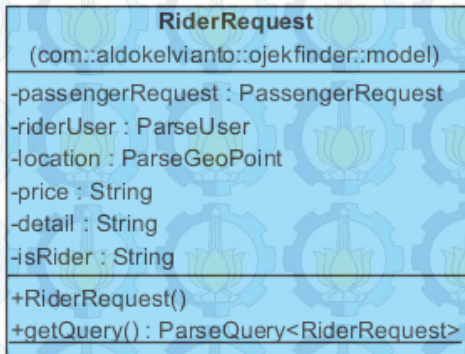 RiderRequest
(com::aldokelvianto::ojekfinder::model)
-passengerRequest : PassengerRequest
-riderUser : ParseUser
-location : ParseGeoPoint
-price : String
-detail : String
-isRider : String
+RiderRequest()
+getQuery() : ParseQuery<RiderRequest>